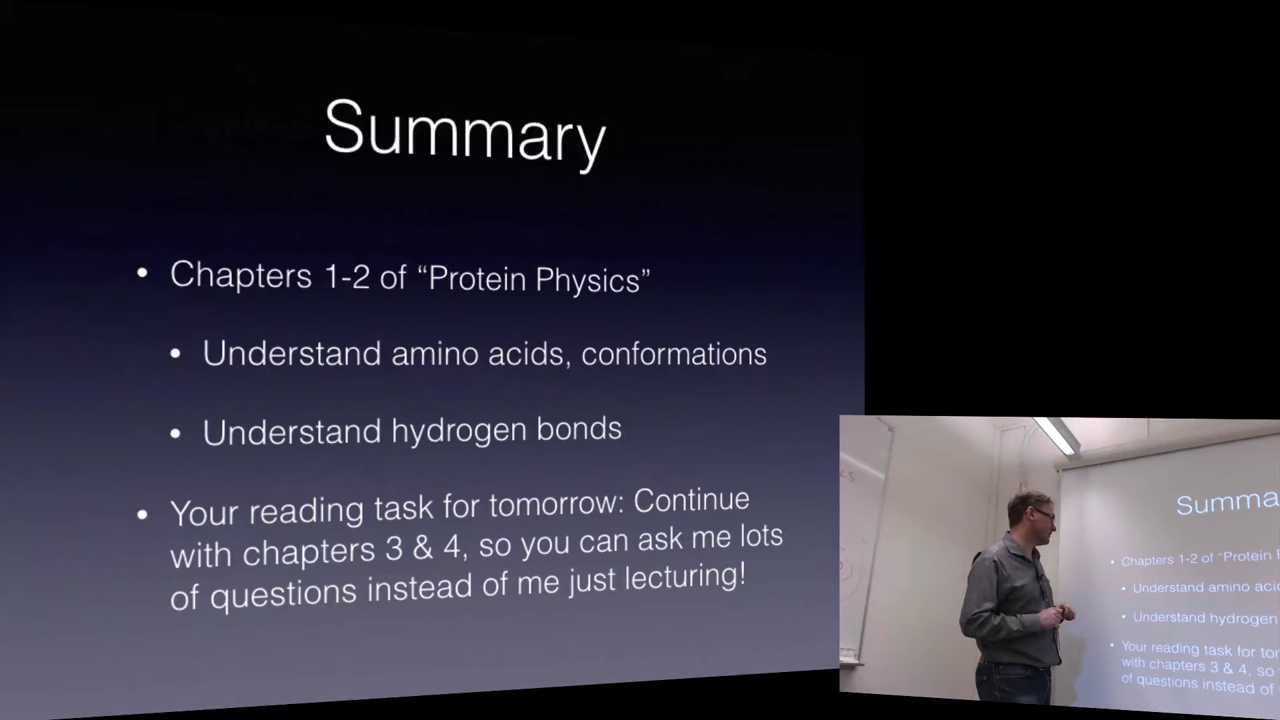 Summary
• Chapters 1-2 of “Protein Physics”
• Understand amino acids, conformations
• Understand hydrogen bonds
• Your reading task for tomorrow: Continue
with chapters 3 & 4, so you can ask me lots
of questions instead of me just lecturing!
Summa
• Chapters 1-2 of “Protein
• Understand amino acid
• Understand hydrogen
• Your reading task for tor
with chapters 3 & 4, so
of questions instead of